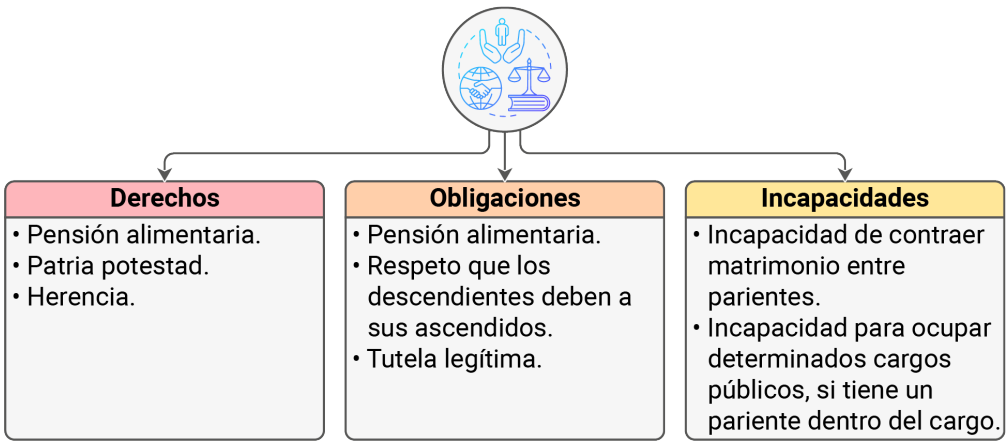 Derechos
• Pensión alimentaria.
• Patria potestad.
• Herencia.
Obligaciones
• Pensión alimentaria.
• Respeto que los
descendientes deben a
sus ascendidos.
• Tutela legítima.
Incapacidades
• Incapacidad de contraer
matrimonio entre
parientes.
• Incapacidad para ocupar
determinados cargos
públicos, si tiene un
pariente dentro del cargo.